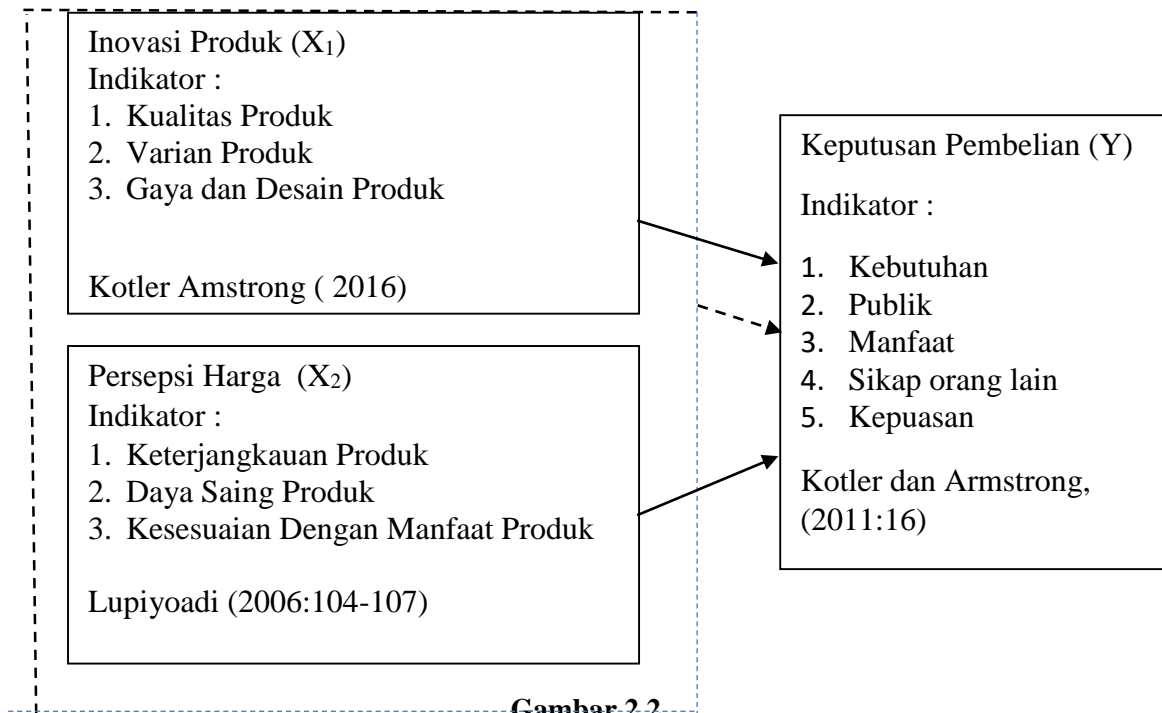 Inovasi Produk (X₁)
Indikator :
1. Kualitas Produk
2. Varian Produk
3. Gaya dan Desain Produk
Kotler Amstrong ( 2016)
Persepsi Harga (X₂)
Indikator :
1. Keterjangkauan Produk
2. Daya Saing Produk
3. Kesesuaian Dengan Manfaat Produk
Lupiyoadi (2006:104-107)
Keputusan Pembelian (Y)
Indikator :
1. Kebutuhan
2. Publik
3. Manfaat
4. Sikap orang lain
5. Kepuasan
Kotler dan Armstrong,
(2011:16)
Gambar 2.2